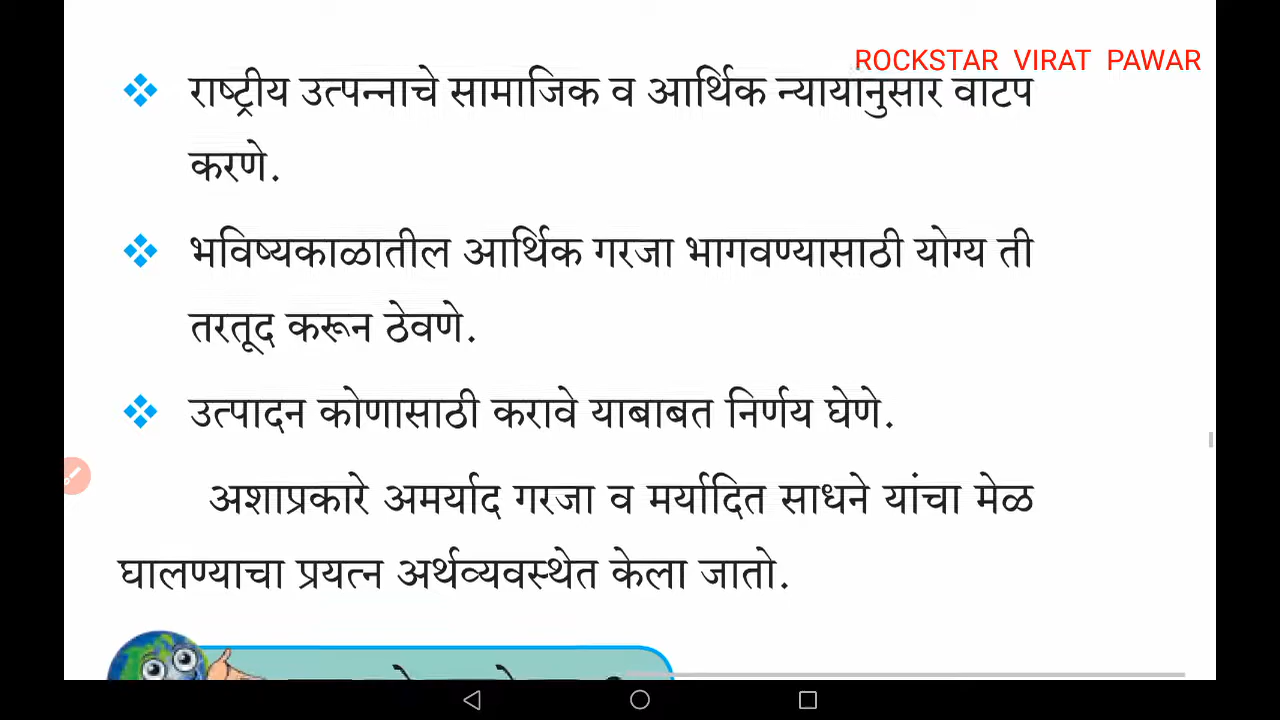 ROCKSTAR VIRAT PAWAR
राष्ट्रीय उत्पन्नाचे सामाजिक व आर्थिक न्यायानुसार वाटप
करणे.
भविष्यकाळातील आर्थिक गरजा भागवण्यासाठी योग्य ती
तरतूद करून ठेवणे.
उत्पादन कोणासाठी करावे याबाबत निर्णय घेणे.
अशाप्रकारे अमर्याद गरजा व मर्यादित साधने यांचा मेळ
घालण्याचा प्रयत्न अर्थव्यवस्थेत केला जातो.